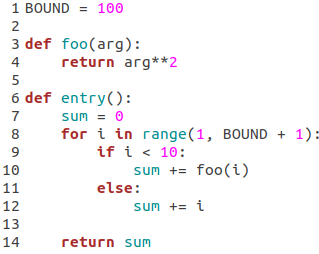 1 BOUND = 100
2
3 def foo(arg):
4     return arg**2
5
6 def entry():
7     sum = 0
8     for i in range(1, BOUND + 1):
9         if i < 10:
10             sum += foo(i)
11         else:
12             sum += i
13
14     return sum